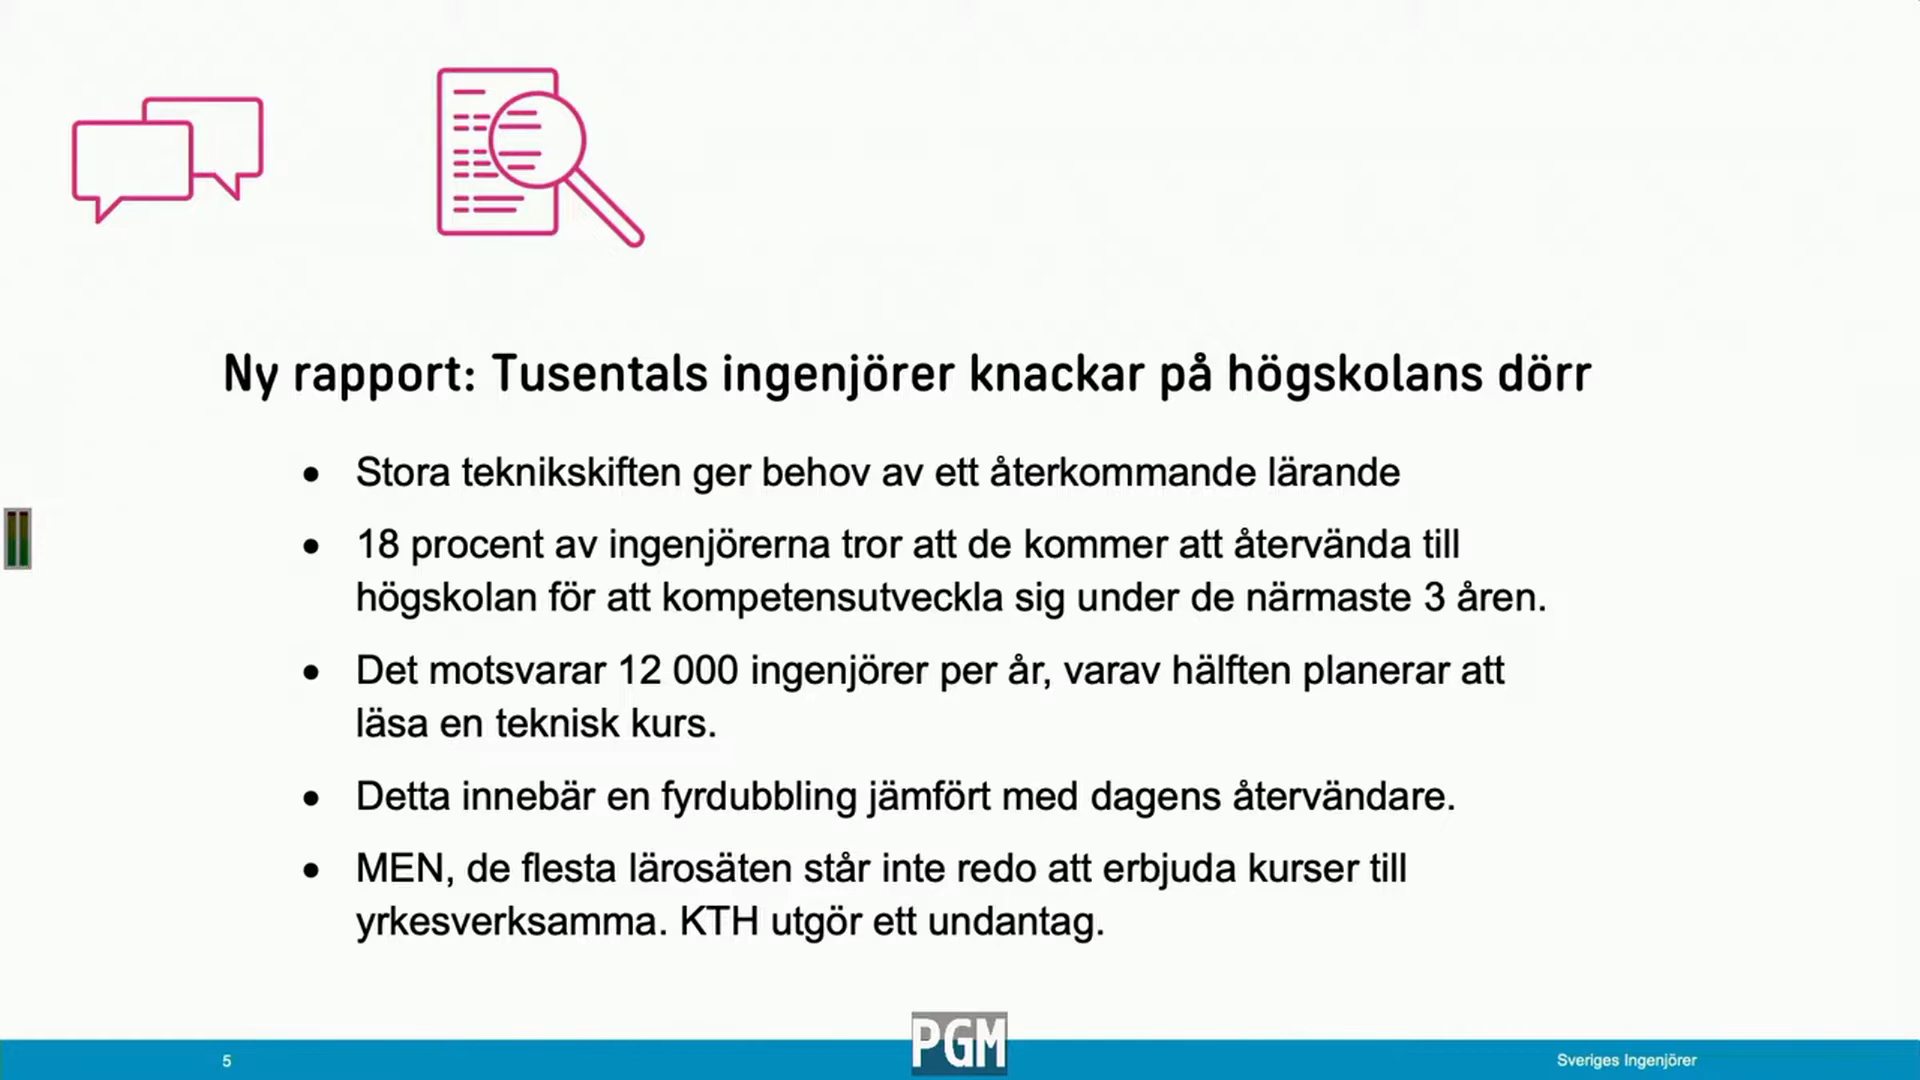 Ny rapport: Tusentals ingenjörer knackar på högskolans dörr
• Stora teknikskiften ger behov av ett återkommande lärande
• 18 procent av ingenjörerna tror att de kommer att återvända till
högskolan för att kompetensutveckla sig under de närmaste 3 åren.
• Det motsvarar 12 000 ingenjörer per år, varav hälften planerar att
läsa en teknisk kurs.
• Detta innebär en fyrdubbling jämfört med dagens återvändare.
• MEN, de flesta lärosäten står inte redo att erbjuda kurser till
yrkesverksamma. KTH utgör ett undantag.
5
PGM
Sveriges Ingenjörer